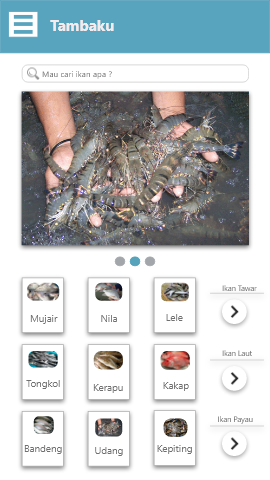 Tambaku
Mau cari ikan apa ?
Ikan Tawar
Mujair
Nila
Lele
Ikan Laut
Tongkol
Kerapu
Kakap
Ikan Payau
Bandeng
Udang
Kepiting